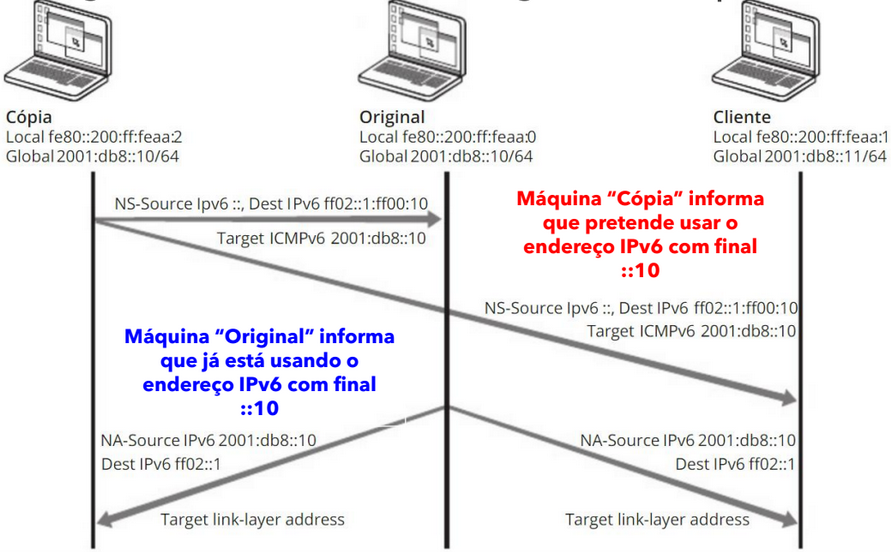 Cópia
Local fe80::200:ff:feaa:2
Global 2001:db8::10/64
Original
Local fe80::200:ff:feaa:0
Global 2001:db8::10/64
Cliente
Local fe80::200:ff:feaa:1
Global 2001:db8::11/64
NS-Source Ipv6 ::, Dest IPv6 ff02::1:ff00:10
Target ICMPv6 2001:db8::10
Máquina “Cópia” informa
que pretende usar o
endereço IPv6 com final
::10
NS-Source Ipv6 ::, Dest IPv6 ff02::1:ff00:10
Target ICMPv6 2001:db8::10
Máquina “Original” informa
que já está usando o
endereço IPv6 com final
::10
NA-Source IPv6 2001:db8::10
Dest IPv6 ff02::1
NA-Source IPv6 2001:db8::10
Dest IPv6 ff02::1
Target link-layer address
Target link-layer address